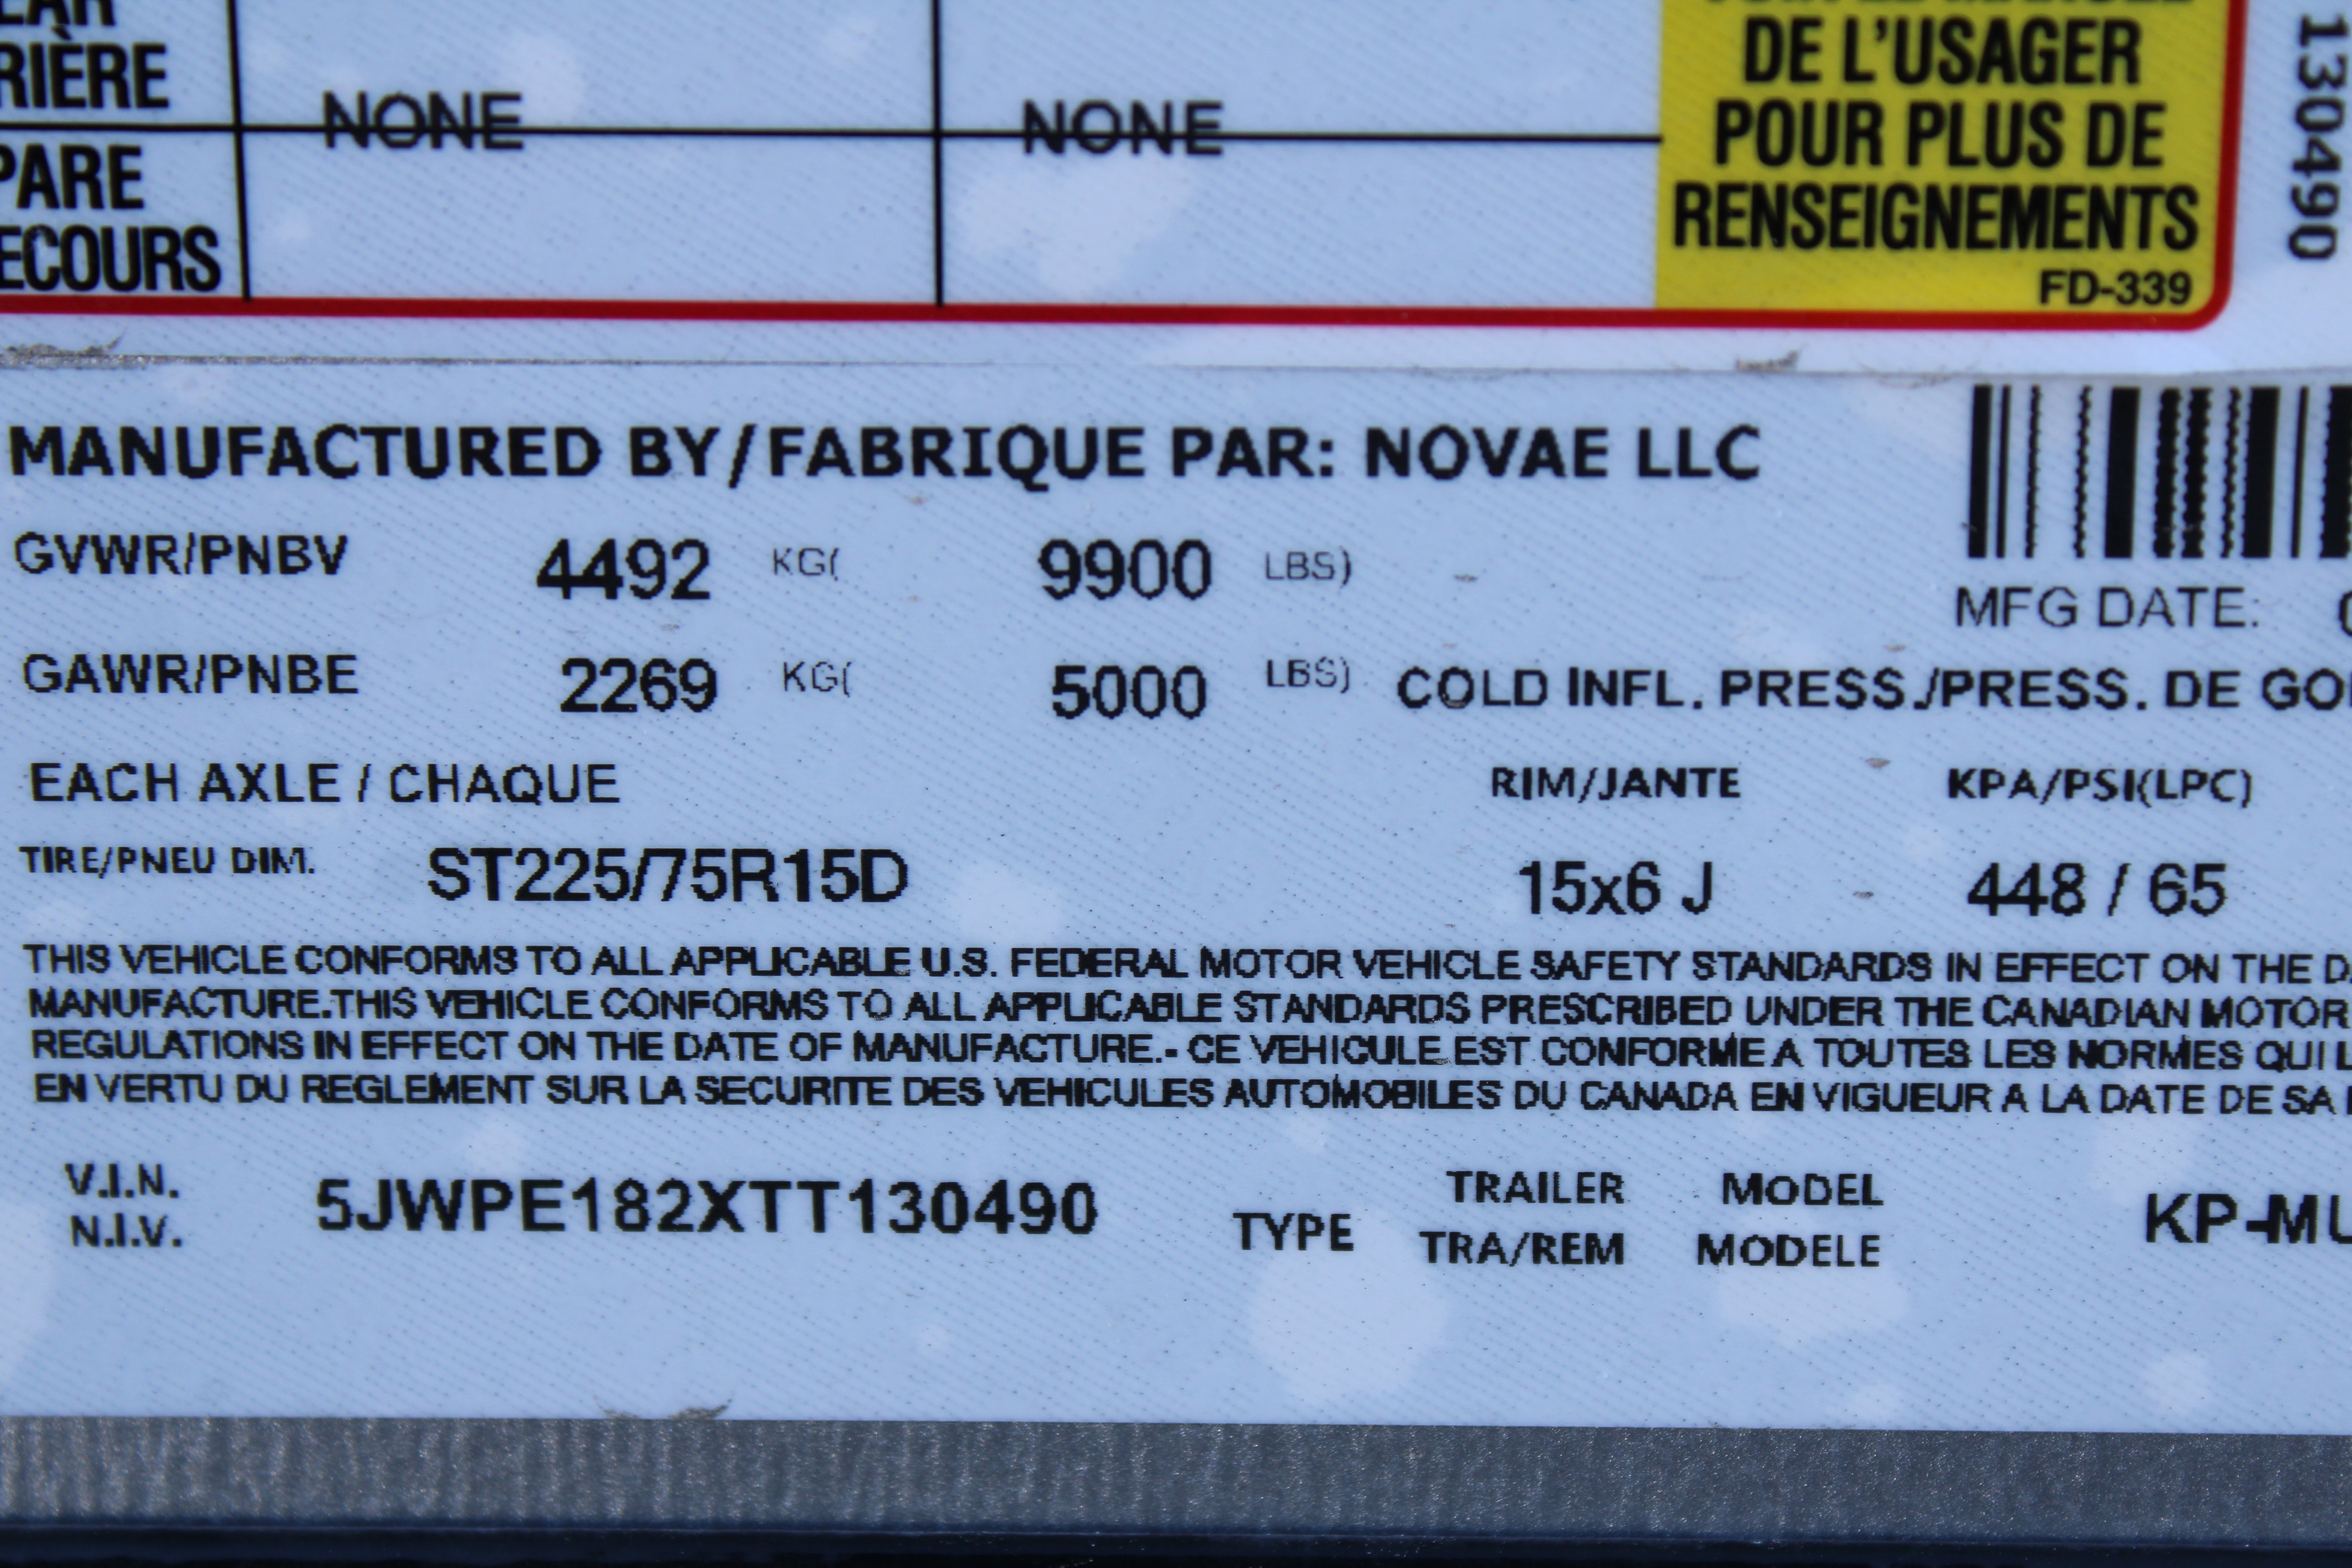 RIÈRE
NONE
NONE
PARE
ECOURS
DE L'USAGER
POUR PLUS DE
RENSEIGNEMENTS
FD-339
130490
MANUFACTURED BY/FABRIQUE PAR: NOVAE LLC
GVWR/PNBV 4492 KG( 9900 LBS)
MFG DATE:
GAWR/PNBE 2269 KG( 5000 LBS) COLD INFL. PRESS./PRESS. DE GO
EACH AXLE / CHAQUE RIM/JANTE KPA/PSI(LPC)
TIRE/PNEU DIM. ST225/75R15D 15x6 J 448 / 65
THIS VEHICLE CONFORMS TO ALL APPLICABLE U.S. FEDERAL MOTOR VEHICLE SAFETY STANDARDS IN EFFECT ON THE D
MANUFACTURE.THIS VEHICLE CONFORMS TO ALL APPLICABLE STANDARDS PRESCRIBED UNDER THE CANADIAN MOTOR
REGULATIONS IN EFFECT ON THE DATE OF MANUFACTURE.- CE VEHICULE EST CONFORME A TOUTES LES NORMES QUI L
EN VERTU DU REGLEMENT SUR LA SECURITE DES VEHICULES AUTOMOBILES DU CANADA EN VIGUEUR A LA DATE DE SA
V.I.N.
N.I.V.
5JWPE182XTT130490
TYPE
TRAILER
TRA/REM
MODEL
MODELE
KP-MU